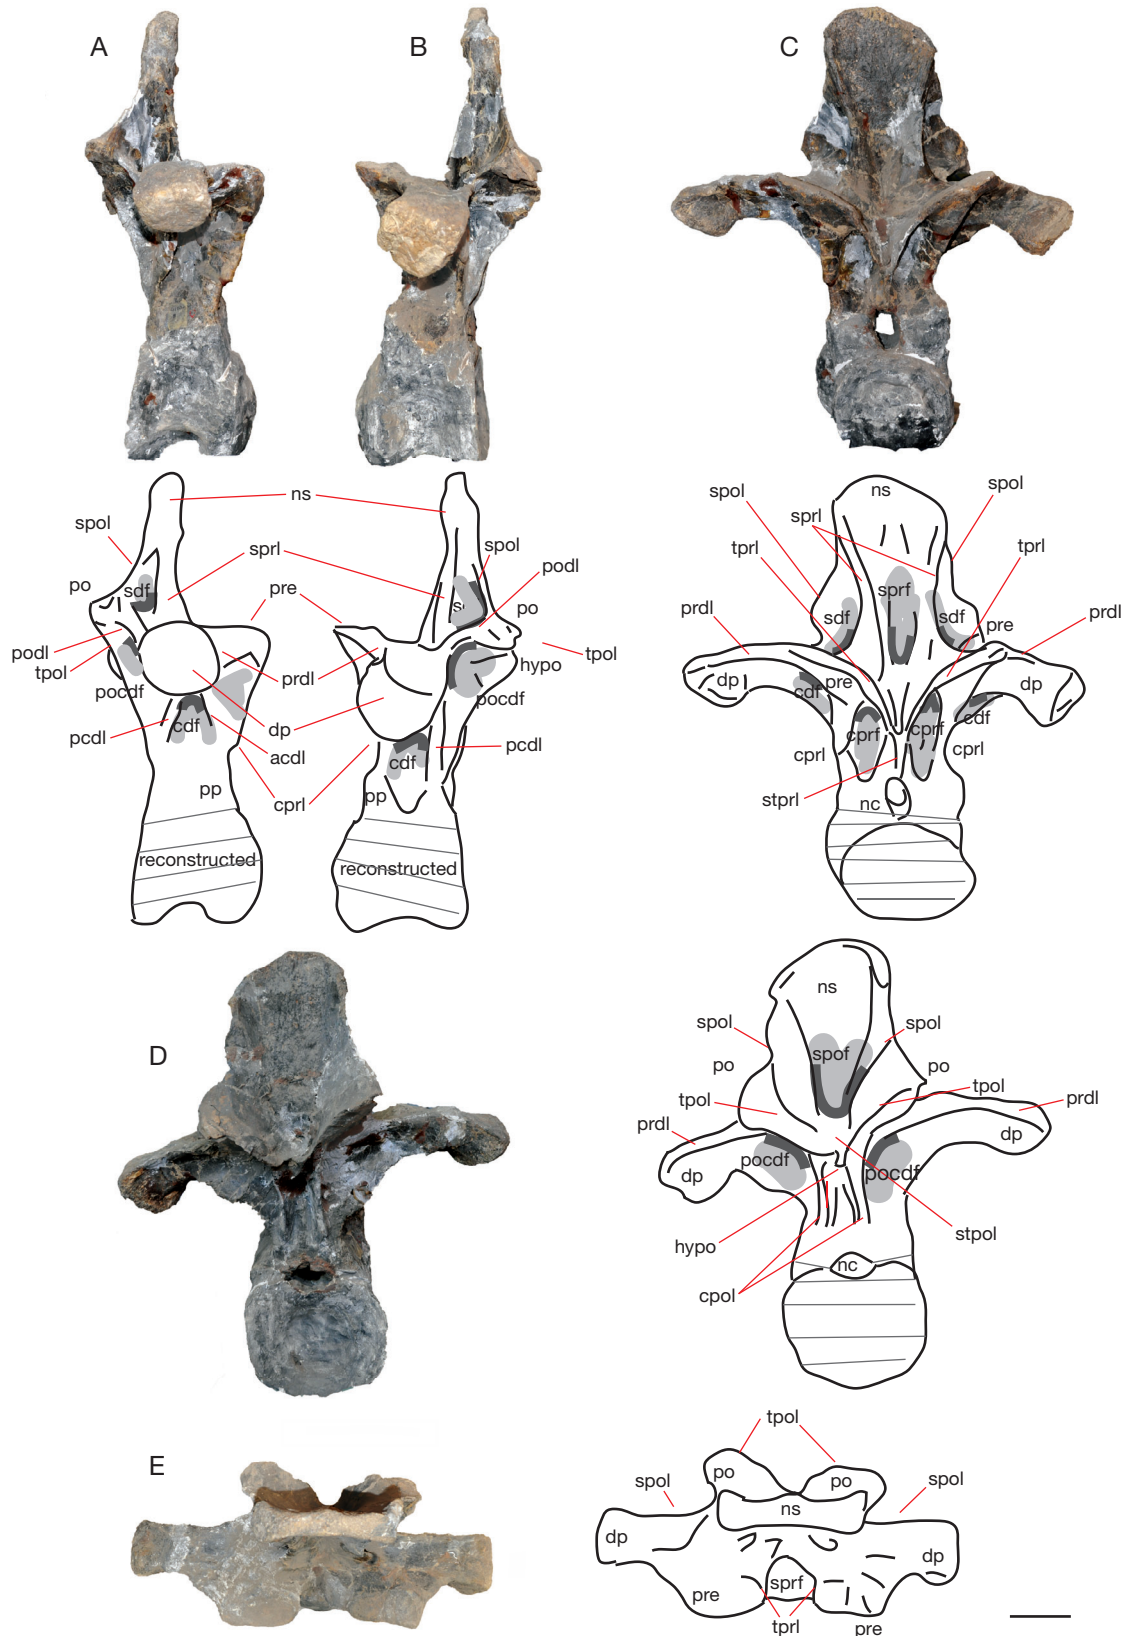 A
B
C
ns
spol
sprl
po
sdf
pre
podl
tpol
pocdf
prdl
dp
pcdl
cdf
acdl
cprl
pp
reconstructed
spol
podl
po
tpol
hypo
pocdf
pcdl
cdf
pp
reconstructed
spol
ns
spol
sprl
tprl
tprl
prdl
sprf
sdf
sdf
pre
prdl
dp
cdf
pre
cdf
dp
cprl
cprf
cprf
cprl
stprl
nc
D
ns
spol
spol
spof
po
po
tpol
tpol
prdl
prdl
dp
pocdf
pocdf
dp
hypo
stpol
cpol
nc
E
tpol
spol
po
po
spol
ns
dp
dp
sprf
pre
tprl
pre